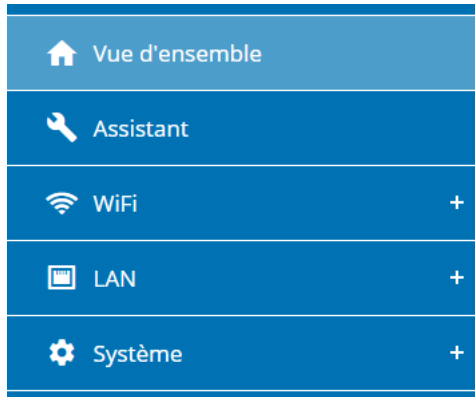 Vue d'ensemble
Assistant
WiFi +
LAN +
Système +